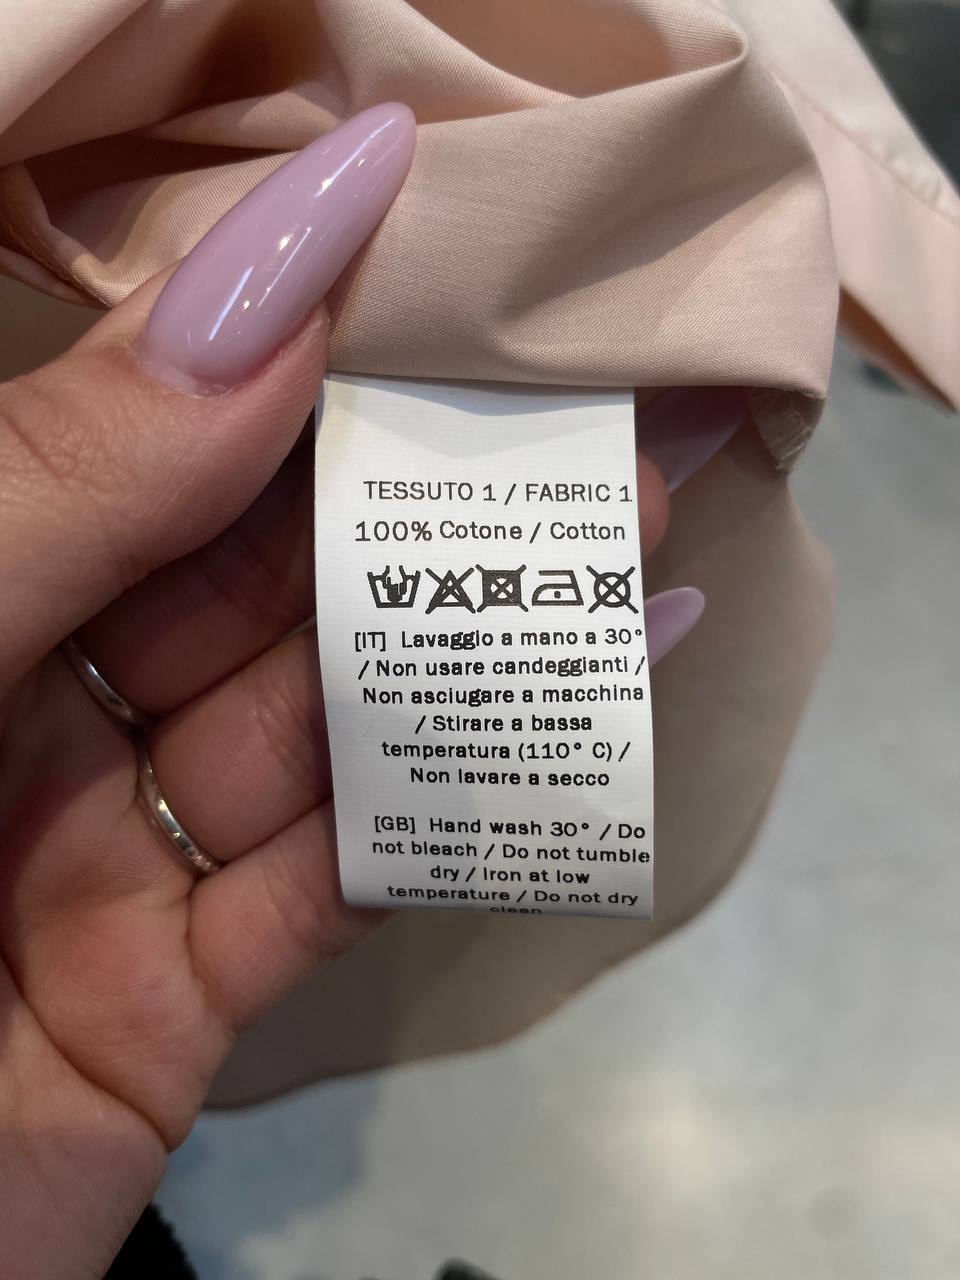 TESSUTO 1 / FABRIC 1
100% Cotone / Cotton
[IT] Lavaggio a mano a 30°
/ Non usare candeggianti /
Non asciugare a macchina
/ Stirare a bassa
temperatura (110° C) /
Non lavare a secco
[GB] Hand wash 30° / Do
not bleach / Do not tumble
dry / Iron at low
temperature / Do not dry
clean